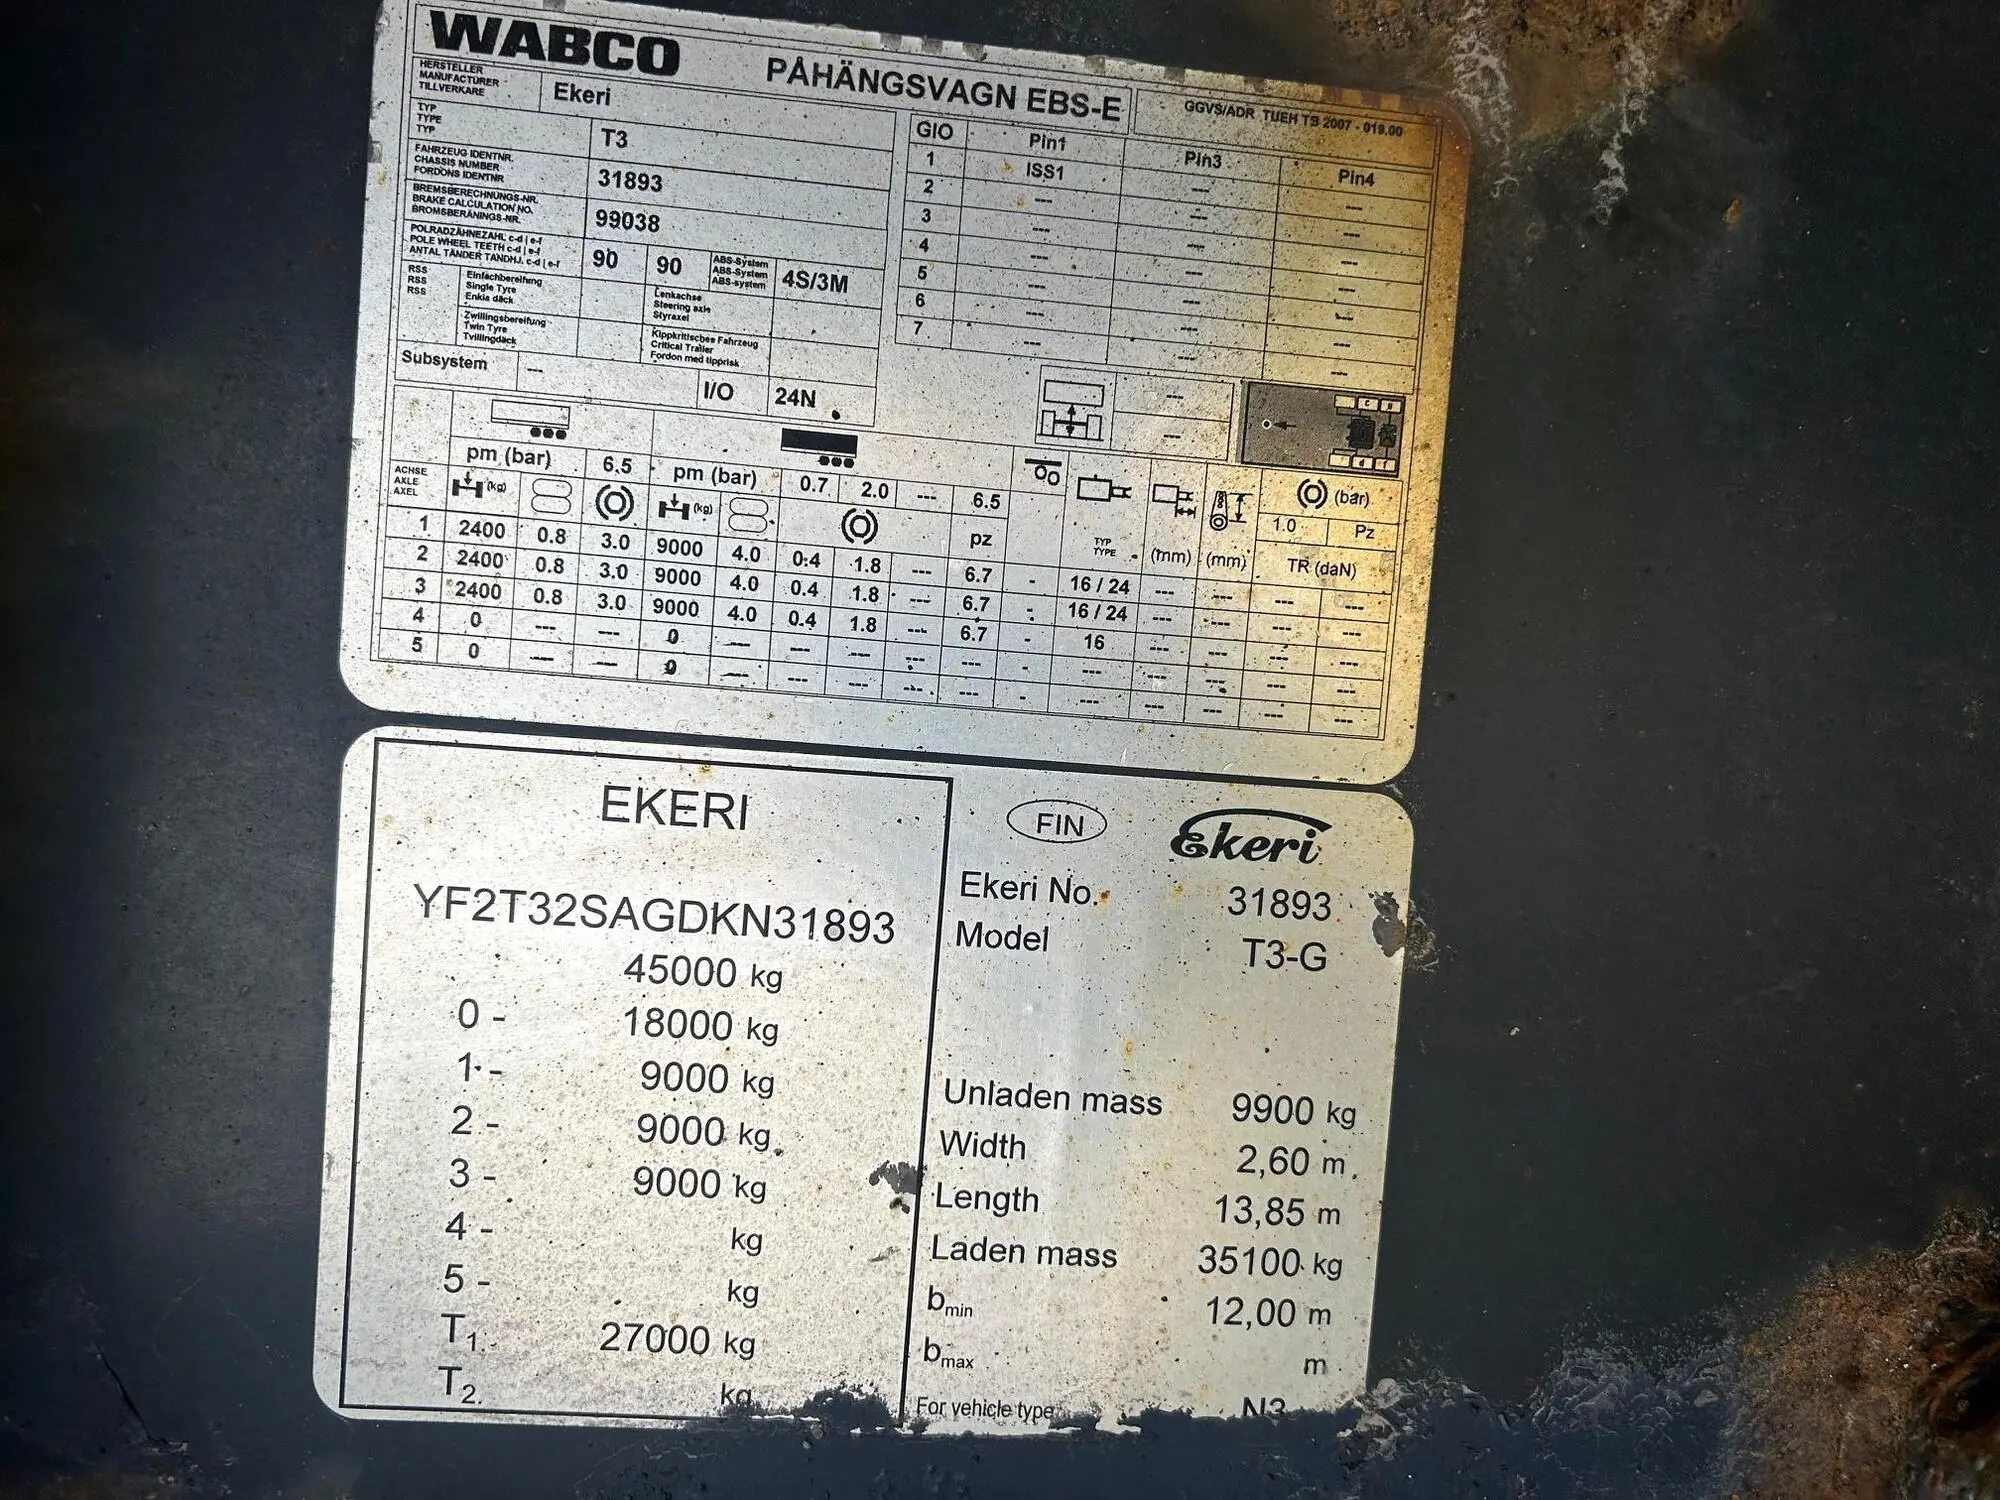 WABCO
PÅHÄNGSVAGN EBS-E
GGVS/ADR TUEH TB 2007 - 019.00
HERSTELLER
MANUFACTURER
TILLVERKARE
Ekeri
TYP
TYPE
TYP
T3
FAHRZEUG IDENTNR.
CHASSIS NUMBER
FORDONS IDENTNR
31893
BREMSBERECHNUNGS-NR.
BRAKE CALCULATION NO.
BROMSBERÄNINGS-NR.
99038
POLRADZÄHNEZAHL c-d | e-f
POLE WHEEL TEETH c-d | e-f
ANTAL TÄNDER TANDHJ. c-d | e-f
90 90
ABS-System
ABS-System
ABS-system
4S/3M
RSS
RSS
RSS
Einfachbereifung
Single Tyre
Enkla däck
Lenkachse
Steering axle
Styraxel
Zwillingsbereifung
Twin Tyre
Tvillingdäck
Kippkritisches Fahrzeug
Critical Trailer
Fordon med tipprisk
Subsystem ---
I/O 24N
GIO Pin1 Pin3 Pin4
1 ISS1 --- ---
2 --- --- ---
3 --- --- ---
4 --- --- ---
5 --- --- ---
6 --- --- ---
7 --- --- ---
---
---
pm (bar) 6.5 pm (bar) 0.7 2.0 --- 6.5
ACHSE
AXLE
AXEL
(kg) (kg) pz
TYP
TYPE
(mm) (mm)
(bar)
1.0 Pz
TR (daN)
1 2400 0.8 3.0 9000 4.0 0.4 1.8 --- 6.7 - 16 / 24 --- --- --- ---
2 2400 0.8 3.0 9000 4.0 0.4 1.8 --- 6.7 - 16 / 24 --- --- --- ---
3 2400 0.8 3.0 9000 4.0 0.4 1.8 --- 6.7 - 16 --- --- --- ---
4 0 --- --- 0 --- --- --- --- --- - --- --- --- --- ---
5 0 --- --- 0 --- --- --- --- --- - --- --- --- --- ---
EKERI
YF2T32SAGDKN31893
45000 kg
0 - 18000 kg
1 - 9000 kg
2 - 9000 kg
3 - 9000 kg
4 - kg
5 - kg
T1. 27000 kg
T2. kg
FIN
Ekeri
Ekeri No. 31893
Model T3-G
Unladen mass 9900 kg
Width 2,60 m
Length 13,85 m
Laden mass 35100 kg
bmin 12,00 m
bmax m
For vehicle type N3